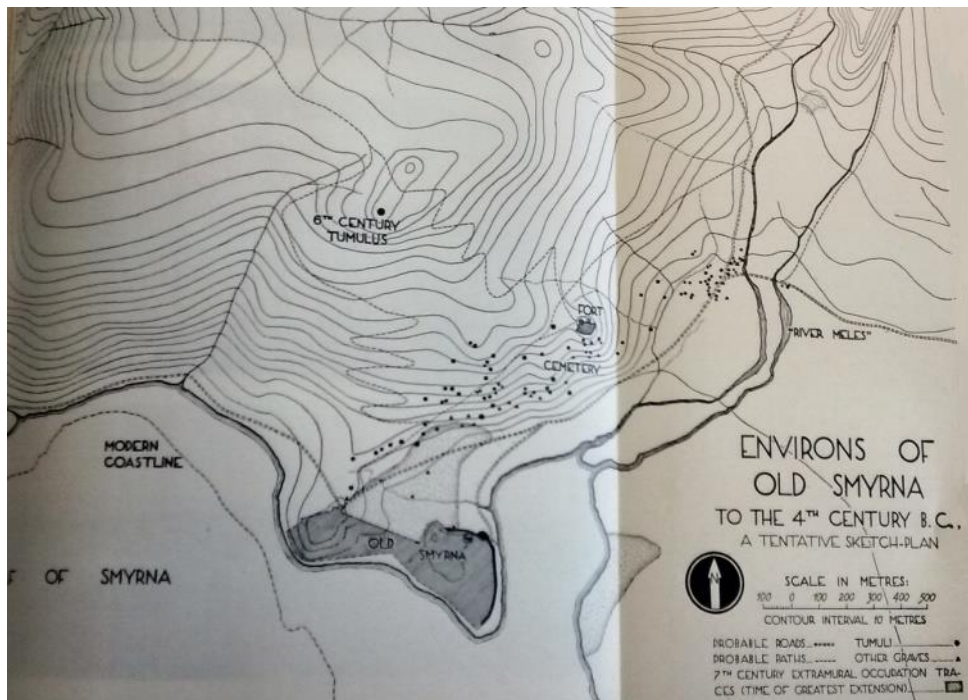 6TH CENTURY
TUMULUS
FORT
CEMETERY
"RIVER MELES"
MODERN
COASTLINE
OF SMYRNA
OLD SMYRNA
ENVIRONS OF
OLD SMYRNA
TO THE 4TH CENTURY B.C.,
A TENTATIVE SKETCH-PLAN
N
SCALE IN METRES:
100 0 100 200 300 400 500
CONTOUR INTERVAL 10 METRES
PROBABLE ROADS TUMULI
PROBABLE PATHS OTHER GRAVES
7TH CENTURY EXTRAMURAL OCCUPATION TRA-
CES (TIME OF GREATEST EXTENSION)